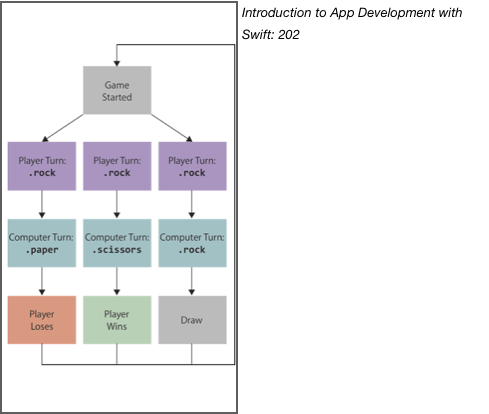 Introduction to App Development with
Swift: 202
Game
Started
Player Turn:
.rock
Player Turn:
.rock
Player Turn:
.rock
Computer Turn:
.paper
Computer Turn:
.scissors
Computer Turn:
.rock
Player
Loses
Player
Wins
Draw